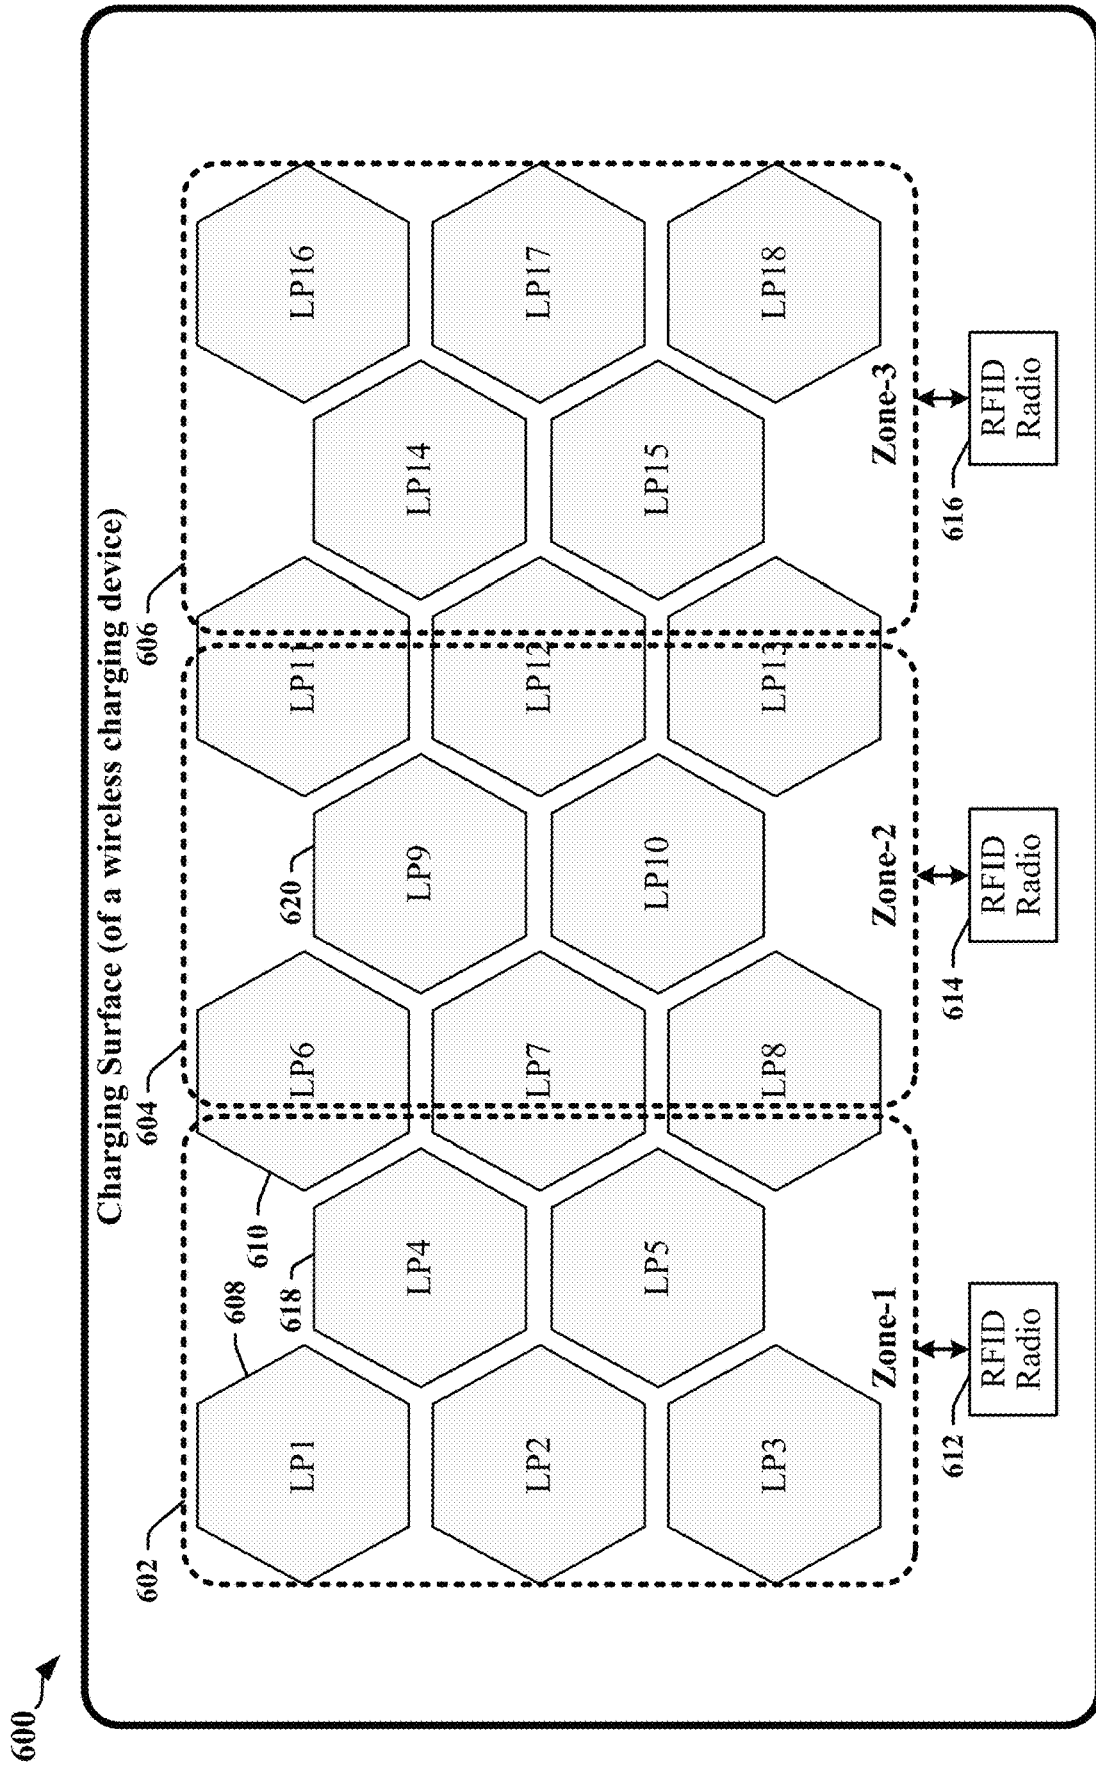 600
Charging Surface (of a wireless charging device)
602
604
606
608
610
618
620
LP1
LP2
LP3
LP4
LP5
LP6
LP7
LP8
LP9
LP10
LP11
LP12
LP13
LP14
LP15
LP16
LP17
LP18
Zone-1
Zone-2
Zone-3
612
RFID
Radio
614
RFID
Radio
616
RFID
Radio